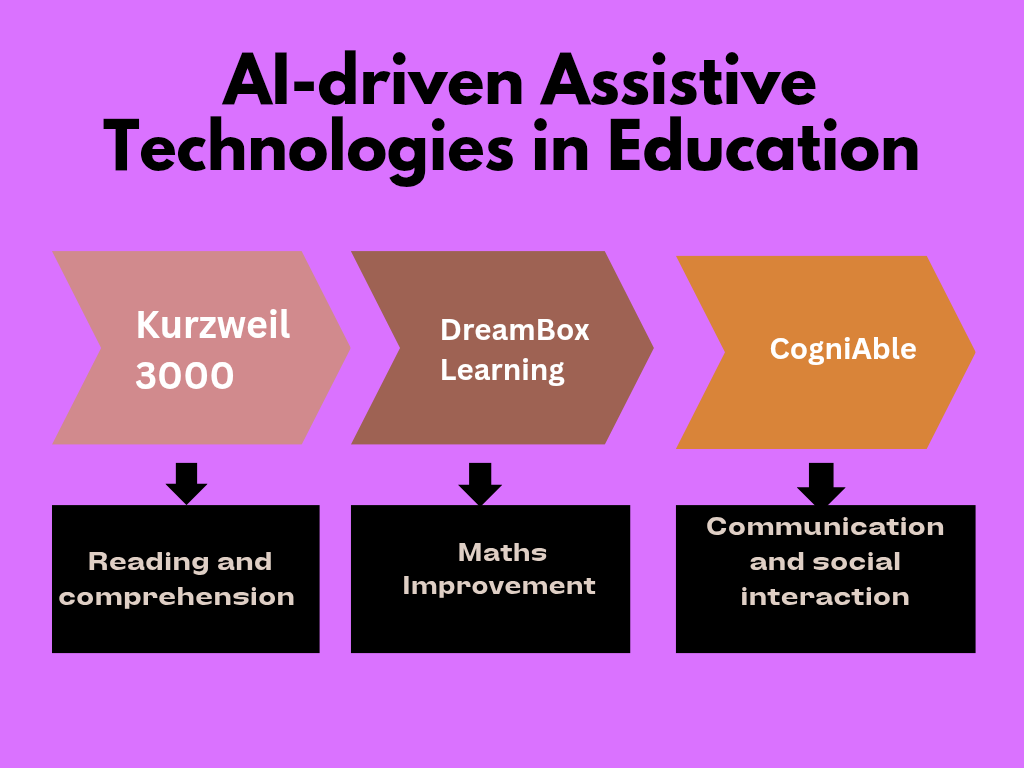 AI-driven Assistive
Technologies in Education
Kurzweil
3000
DreamBox
Learning
CogniAble
Reading and
comprehension
Maths
Improvement
Communication
and social
interaction